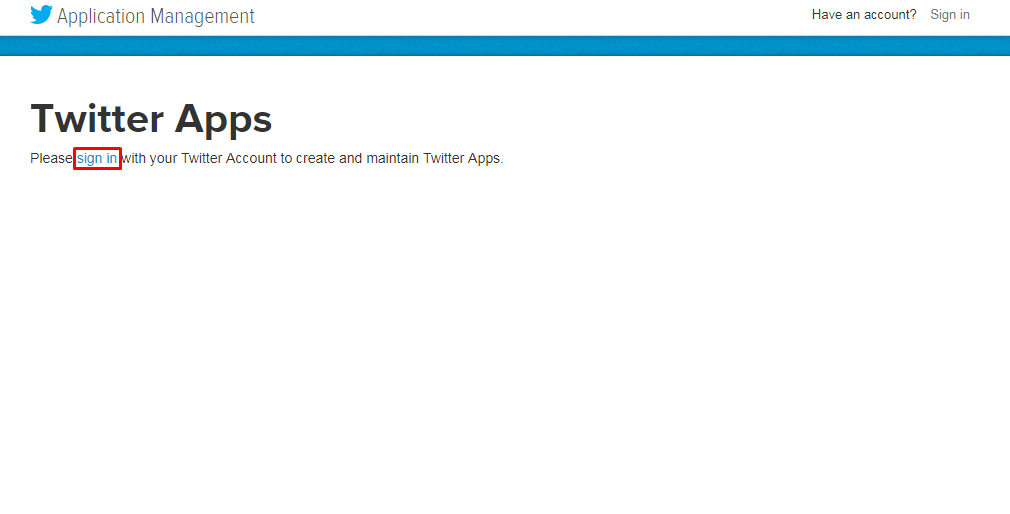 Application Management
Have an account? Sign in
Twitter Apps
Please sign in with your Twitter Account to create and maintain Twitter Apps.